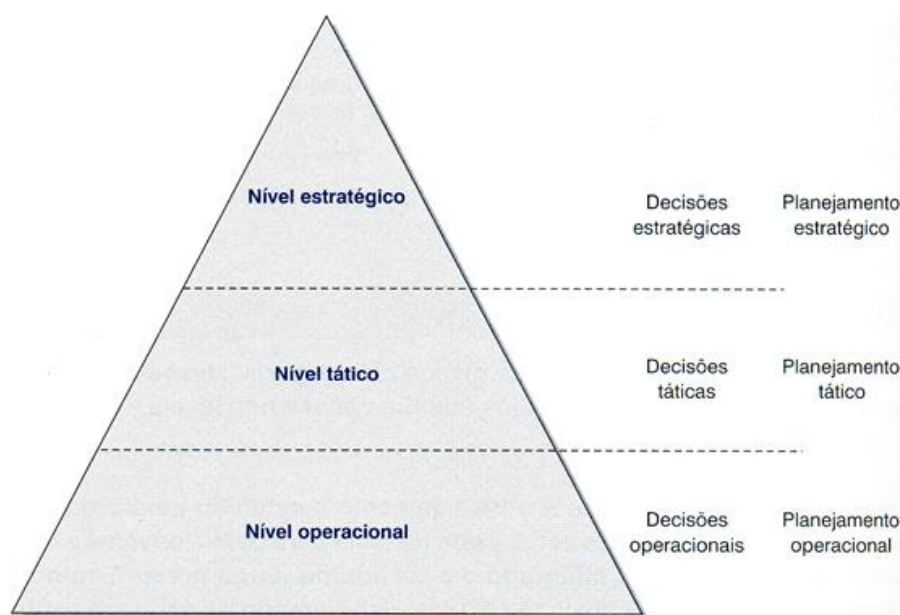 Nível estratégico
Decisões
estratégicas
Planejamento
estratégico
Nível tático
Decisões
táticas
Planejamento
tático
Nível operacional
Decisões
operacionais
Planejamento
operacional